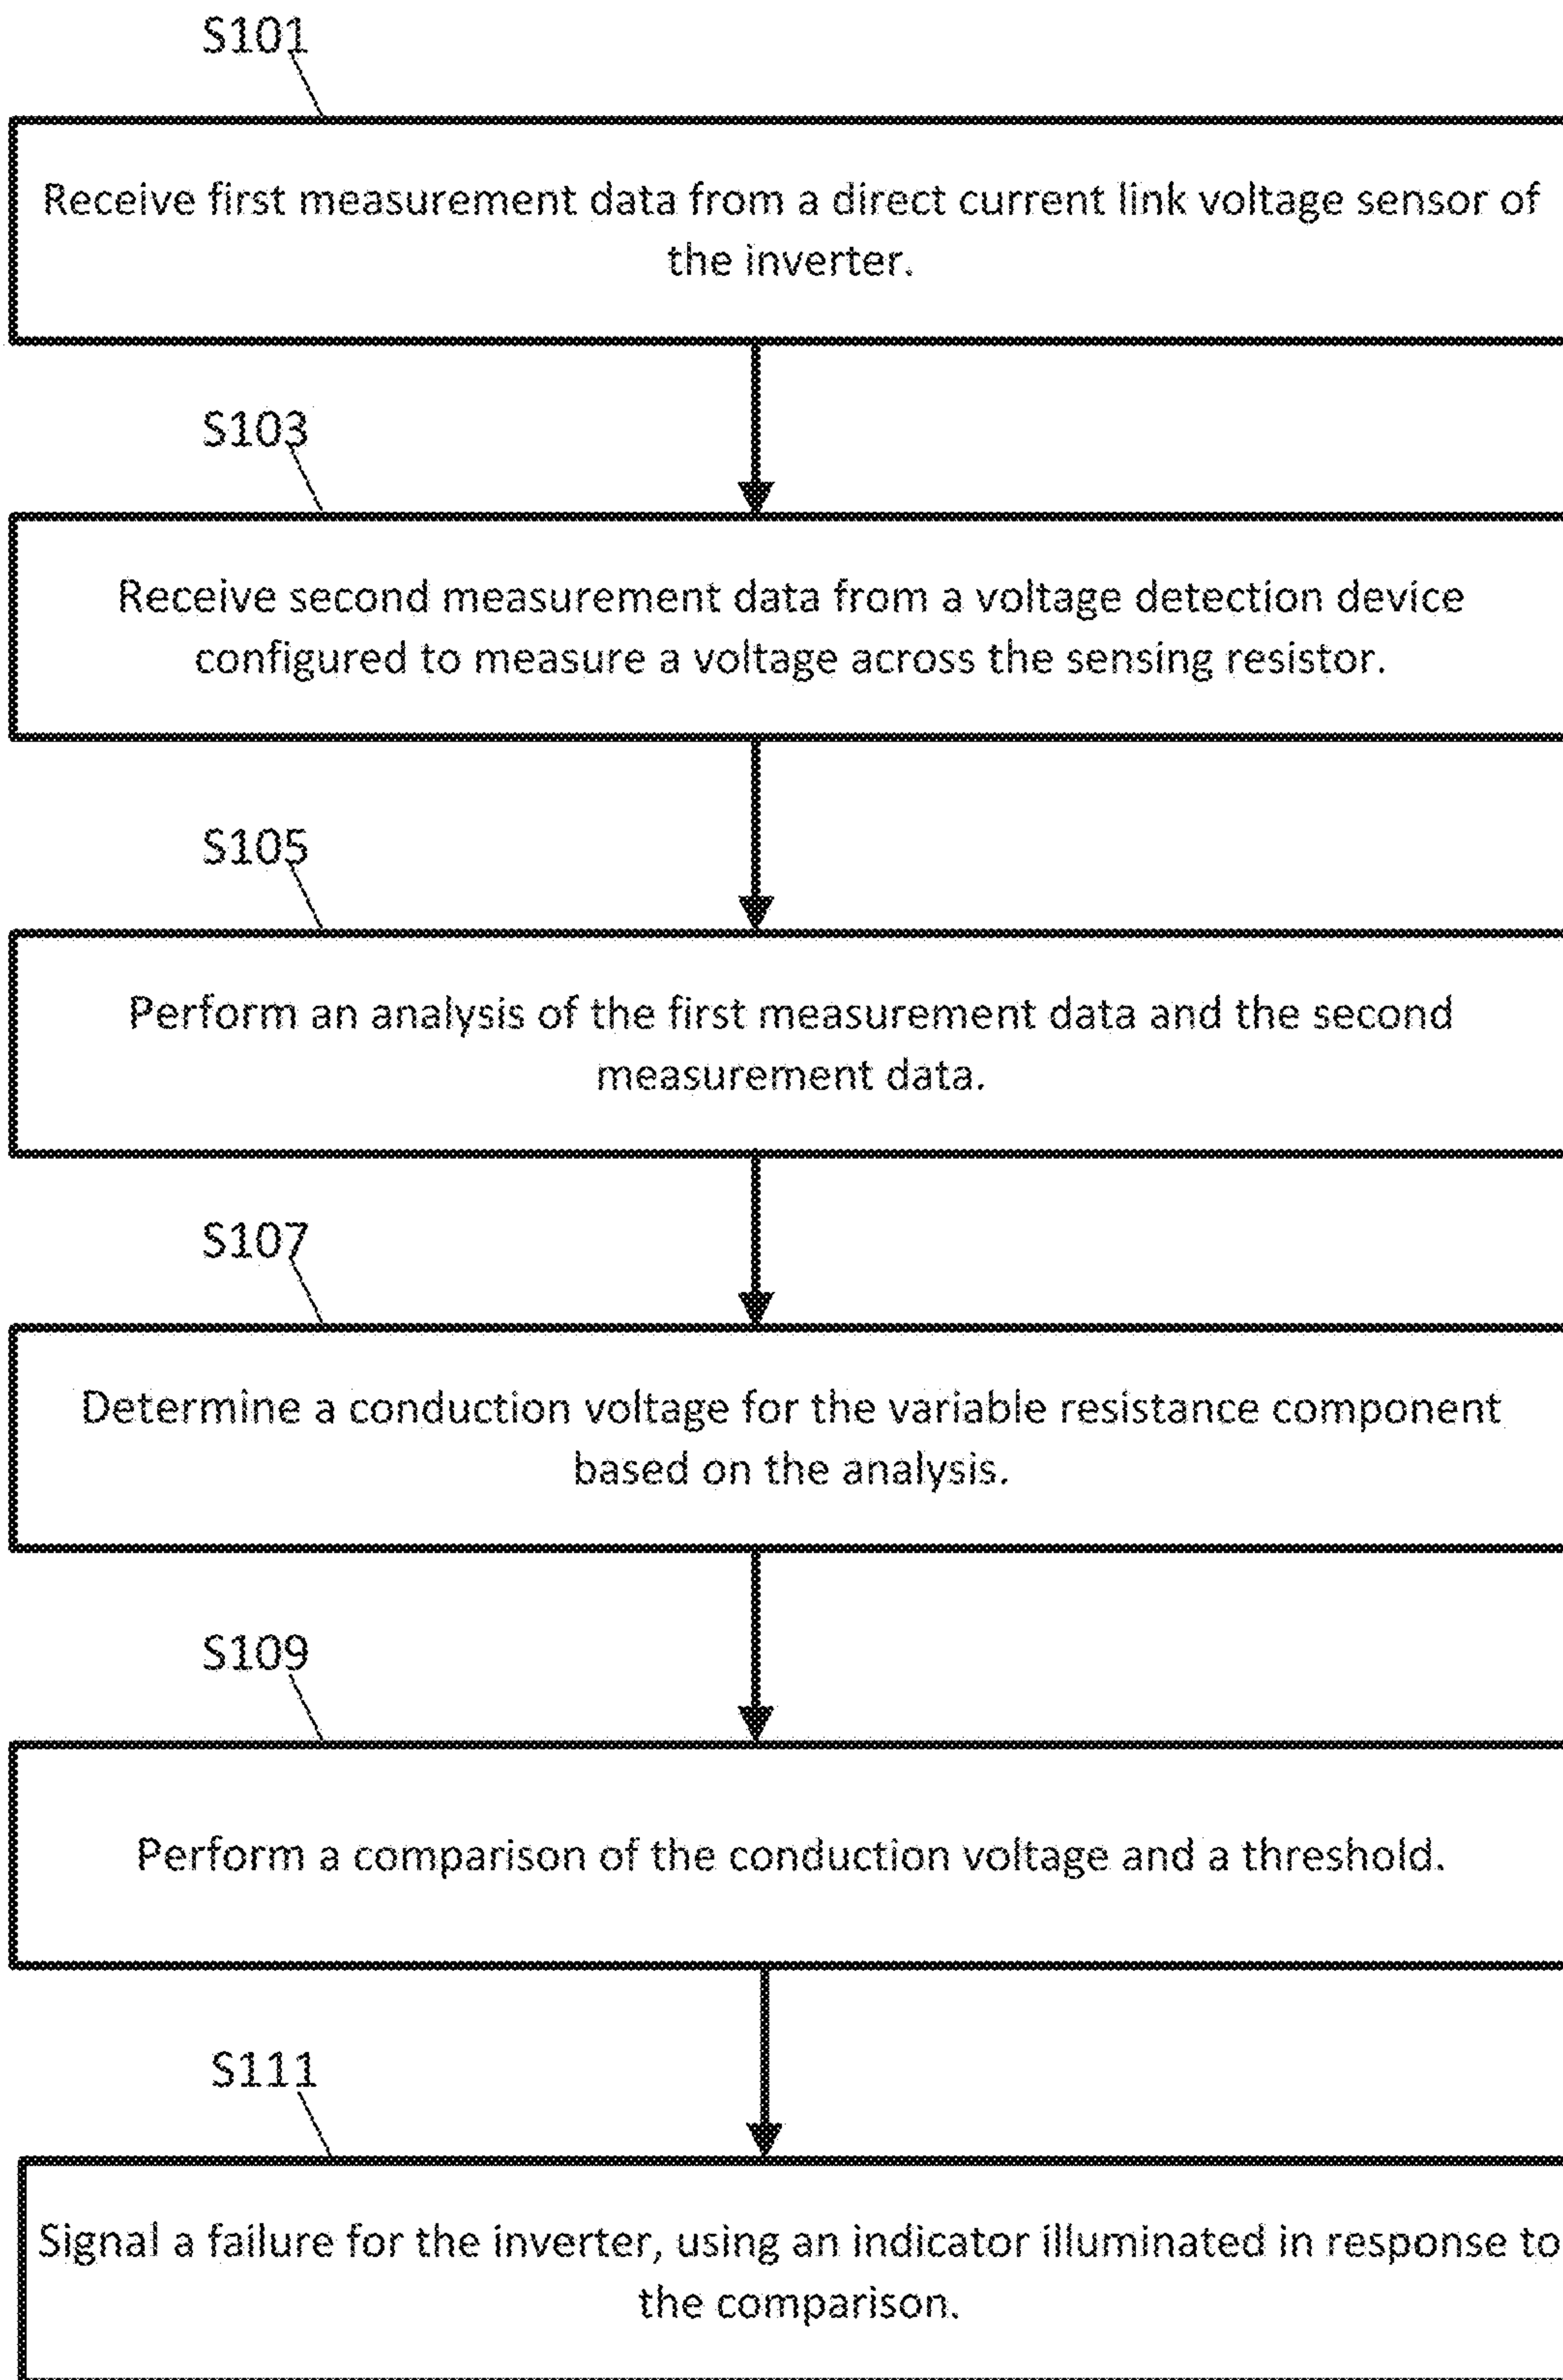 S101
Receive first measurement data from a direct current link voltage sensor of
the inverter.
S103
Receive second measurement data from a voltage detection device
configured to measure a voltage across the sensing resistor.
S105
Perform an analysis of the first measurement data and the second
measurement data.
S107
Determine a conduction voltage for the variable resistance component
based on the analysis.
S109
Perform a comparison of the conduction voltage and a threshold.
S111
Signal a failure for the inverter, using an indicator illuminated in response to
the comparison.